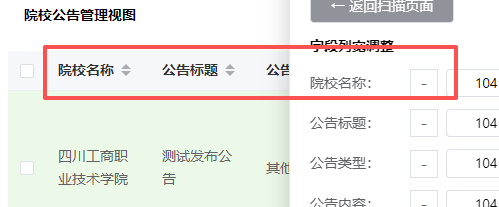 院校公告管理视图
院校名称 公告标题 公告
四川工商职
业技术学院
测试发布公
告
其他
← 返回扫描页面
字段列宽调整
院校名称: - 104
公告标题: - 104
公告类型: - 104
公告内容: - 104